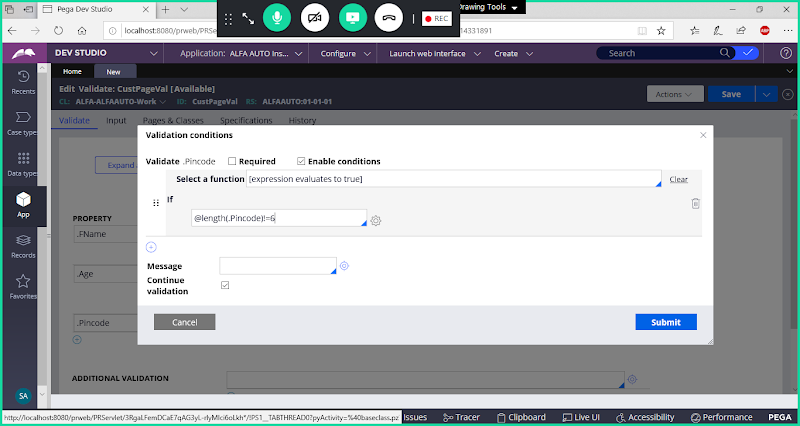 Pega Dev Studio
Drawing Tools
REC
localhost:8080/prweb/PRS
14331891
DEV STUDIO
Application: ALFA AUTO Ins...
Configure
Launch web interface
Create
Search
Home
New
Recents
Edit Validate: CustPageVal [Available]
CL: ALFA-ALFAAUTO-Work ID: CustPageVal RS: ALFAAUTO:01-01-01
Actions
Save
Validate Input Pages & Classes Specifications History
Case types
Validation conditions
Expand
Validate .Pincode Required Enable conditions
Data types
Select a function [expression evaluates to true] Clear
If
App
PROPERTY
@length(.Pincode)!=6
.FName
Records
Message
.Age
Continue validation
Favorites
.Pincode
Cancel
Submit
ADDITIONAL VALIDATION
SA
http://localhost:8080/prweb/PRServlet/3RgaLFemDCaE7qAG3yL-rlyMlci6oLkh*/!PS1__TABTHREAD0?pyActivity=%40baseclass.pz
Issues
Tracer
Clipboard
Live UI
Accessibility
Performance
PEGA